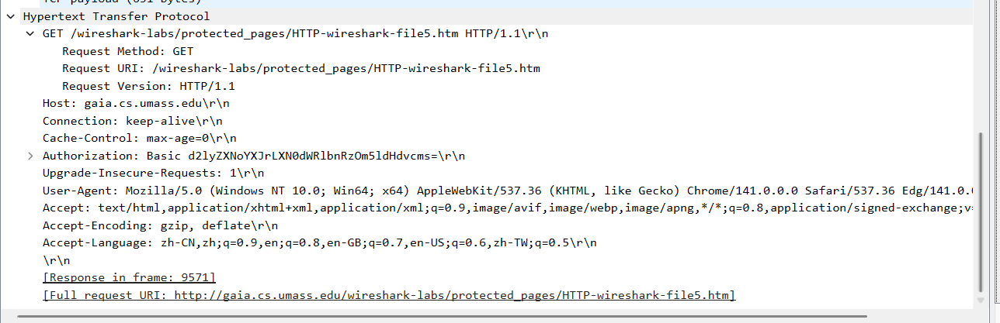 Hypertext Transfer Protocol
GET /wireshark-labs/protected_pages/HTTP-wireshark-file5.htm HTTP/1.1\r\n
Request Method: GET
Request URI: /wireshark-labs/protected_pages/HTTP-wireshark-file5.htm
Request Version: HTTP/1.1
Host: gaia.cs.umass.edu\r\n
Connection: keep-alive\r\n
Cache-Control: max-age=0\r\n
Authorization: Basic d2lyZXNoYXJrLXN0dWRlbnRzOm5ldHdvcms=\r\n
Upgrade-Insecure-Requests: 1\r\n
User-Agent: Mozilla/5.0 (Windows NT 10.0; Win64; x64) AppleWebKit/537.36 (KHTML, like Gecko) Chrome/141.0.0.0 Safari/537.36 Edg/141.0.
Accept: text/html,application/xhtml+xml,application/xml;q=0.9,image/avif,image/webp,image/apng,*/*;q=0.8,application/signed-exchange;v=
Accept-Encoding: gzip, deflate\r\n
Accept-Language: zh-CN,zh;q=0.9,en;q=0.8,en-GB;q=0.7,en-US;q=0.6,zh-TW;q=0.5\r\n
\r\n
[Response in frame: 9571]
[Full request URI: http://gaia.cs.umass.edu/wireshark-labs/protected_pages/HTTP-wireshark-file5.htm]